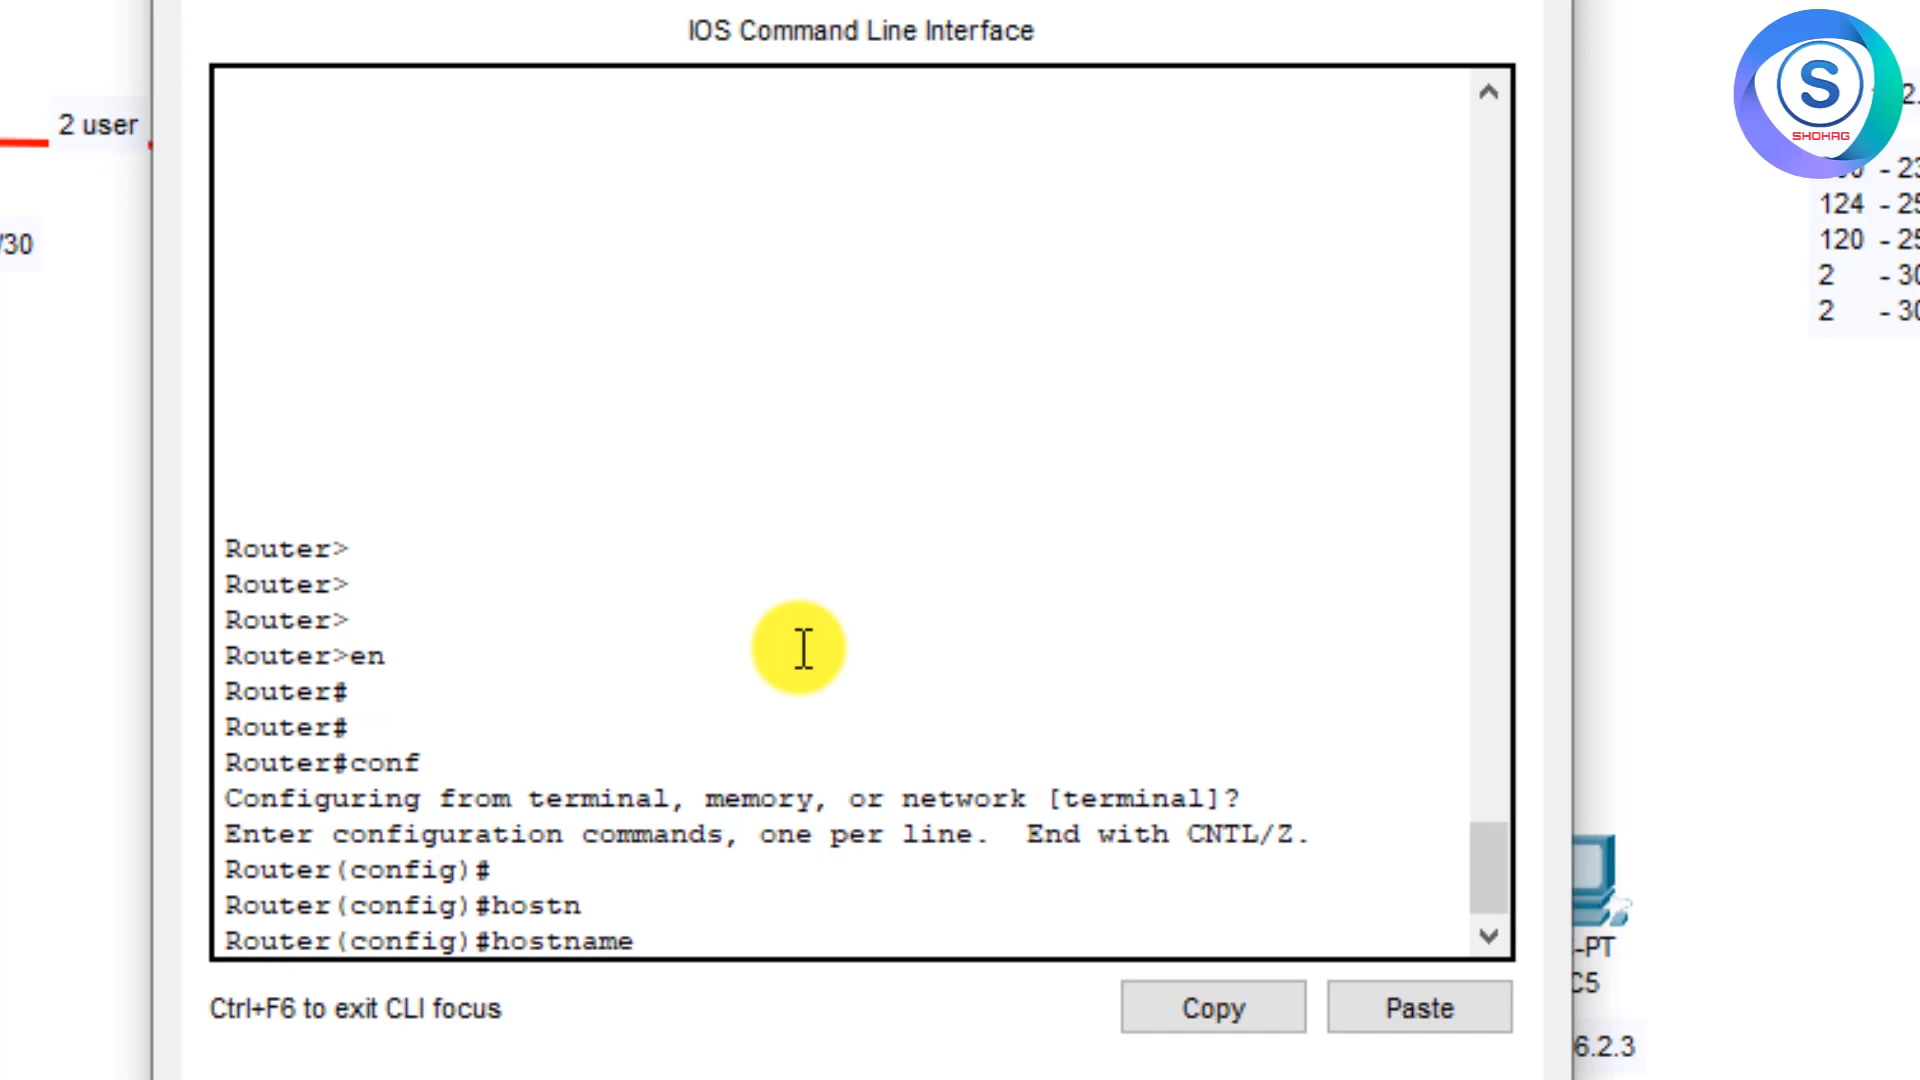 IOS Command Line Interface
2 user
/30
S
SHOHAG
124 - 25
120 - 25
2 - 30
2 - 30
Router>
Router>
Router>
Router>en
Router#
Router#
Router#conf
Configuring from terminal, memory, or network [terminal]?
Enter configuration commands, one per line. End with CNTL/Z.
Router(config)#
Router(config)#hostn
Router(config)#hostname
Ctrl+F6 to exit CLI focus
Copy
Paste
-PT
C5
6.2.3